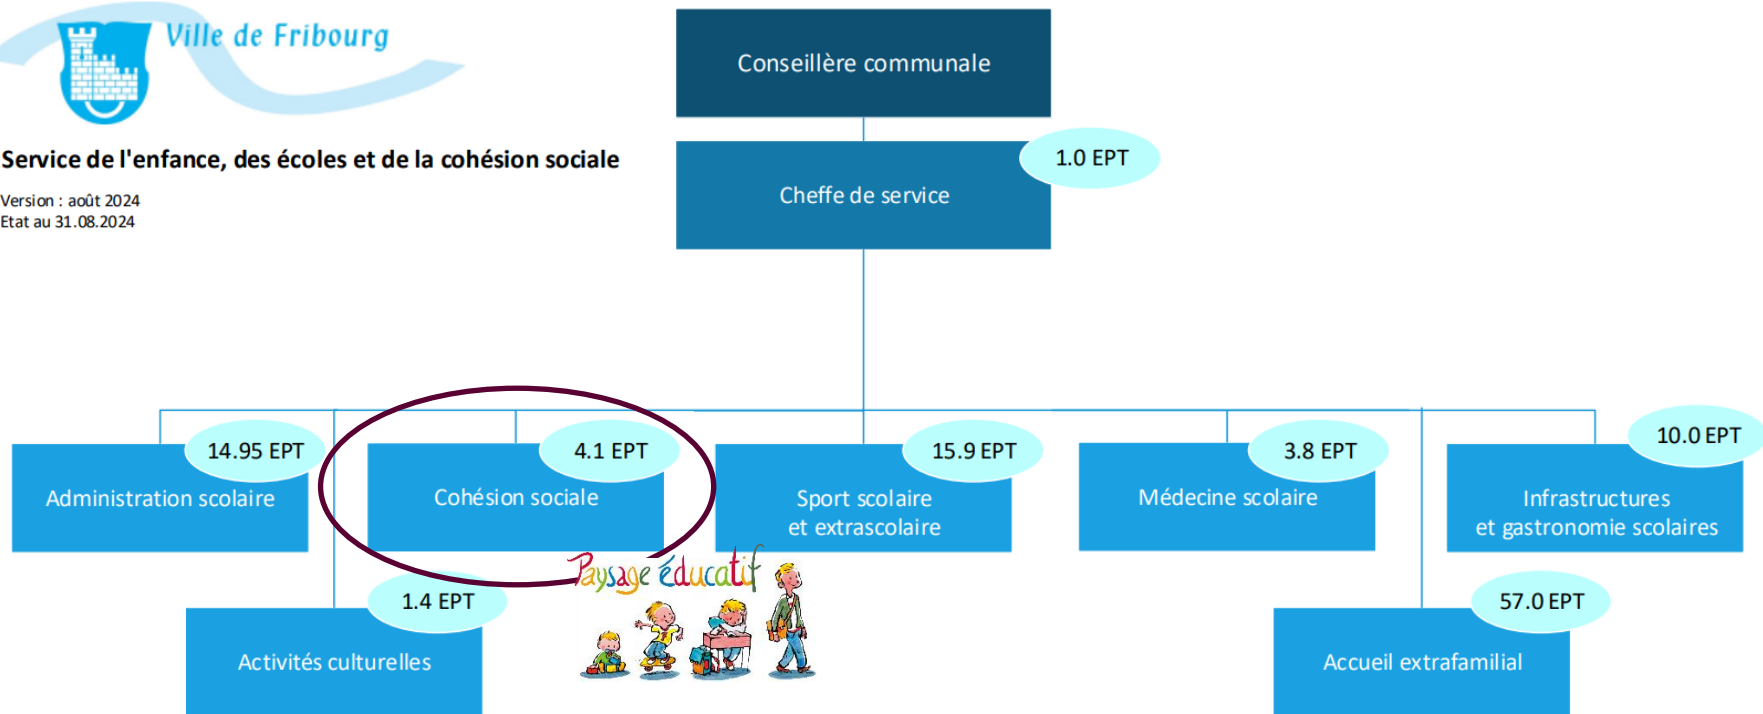 Ville de Fribourg
Service de l'enfance, des écoles et de la cohésion sociale
Version : août 2024
Etat au 31.08.2024
Conseillère communale
1.0 EPT
Cheffe de service
14.95 EPT
Administration scolaire
4.1 EPT
Cohésion sociale
15.9 EPT
Sport scolaire
et extrascolaire
3.8 EPT
Médecine scolaire
10.0 EPT
Infrastructures
et gastronomie scolaires
Paysage éducatif
1.4 EPT
Activités culturelles
57.0 EPT
Accueil extrafamilial